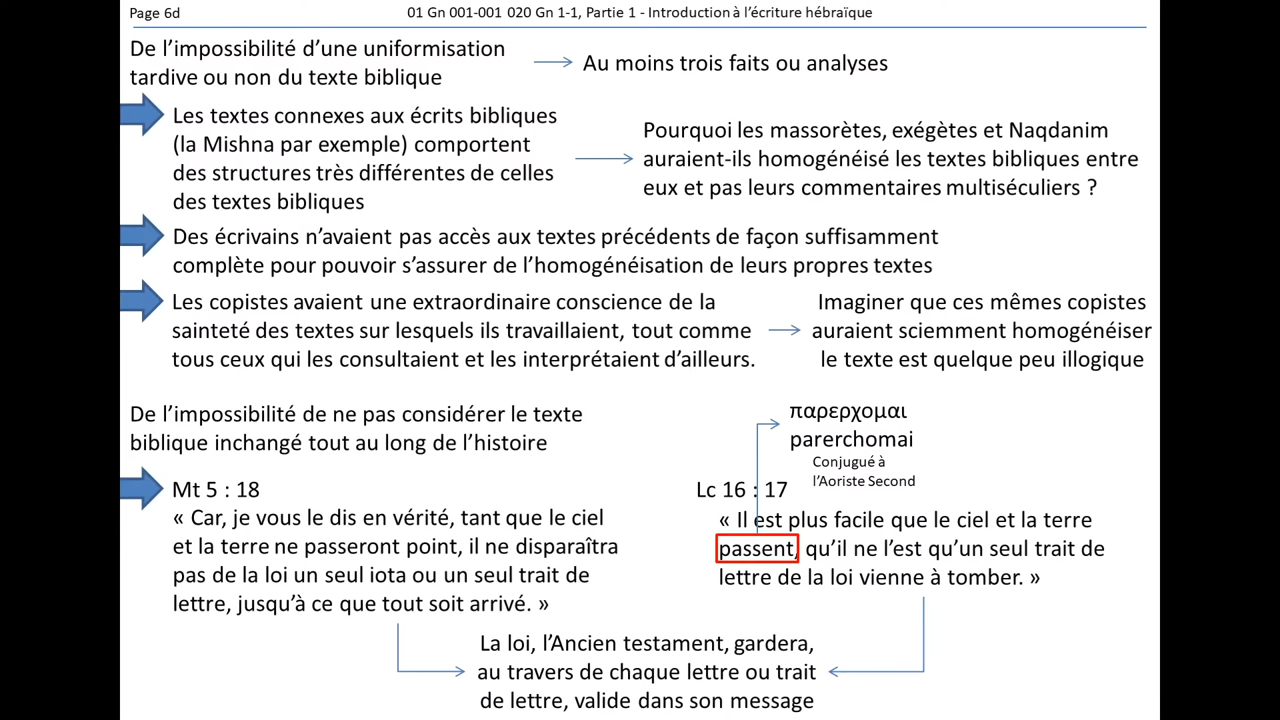 Page 6d
01 Gn 001-001 020 Gn 1-1, Partie 1 - Introduction à l’écriture hébraïque
De l’impossibilité d’une uniformisation
tardive ou non du texte biblique
Au moins trois faits ou analyses
Les textes connexes aux écrits bibliques
(la Mishna par exemple) comportent
des structures très différentes de celles
des textes bibliques
Pourquoi les massorètes, exégètes et Naqdanim
auraient-ils homogénéisé les textes bibliques entre
eux et pas leurs commentaires multiséculiers ?
Des écrivains n’avaient pas accès aux textes précédents de façon suffisamment
complète pour pouvoir s’assurer de l’homogénéisation de leurs propres textes
Les copistes avaient une extraordinaire conscience de la
sainteté des textes sur lesquels ils travaillaient, tout comme
tous ceux qui les consultaient et les interprétaient d’ailleurs.
Imaginer que ces mêmes copistes
auraient sciemment homogénéiser
le texte est quelque peu illogique
De l’impossibilité de ne pas considérer le texte
biblique inchangé tout au long de l’histoire
παρερχομαι
parerchomai
Conjugué à
l’Aoriste Second
Mt 5 : 18
« Car, je vous le dis en vérité, tant que le ciel
et la terre ne passeront point, il ne disparaîtra
pas de la loi un seul iota ou un seul trait de
lettre, jusqu’à ce que tout soit arrivé. »
Lc 16 : 17
« Il est plus facile que le ciel et la terre
passent, qu’il ne l’est qu’un seul trait de
lettre de la loi vienne à tomber. »
La loi, l’Ancien testament, gardera,
au travers de chaque lettre ou trait
de lettre, valide dans son message